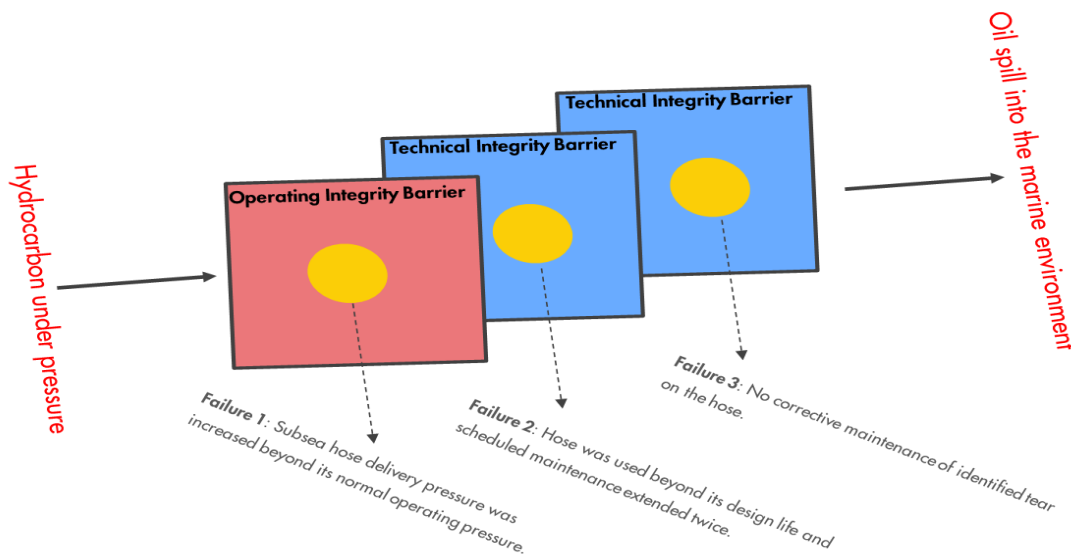 Hydrocarbon under pressure
Operating Integrity Barrier
Technical Integrity Barrier
Technical Integrity Barrier
Oil spill into the marine environment
Failure 1: Subsea hose delivery pressure was
increased beyond its normal operating pressure.
Failure 2: Hose was used beyond its design life and
scheduled maintenance extended twice.
Failure 3: No corrective maintenance of identified tear
on the hose.